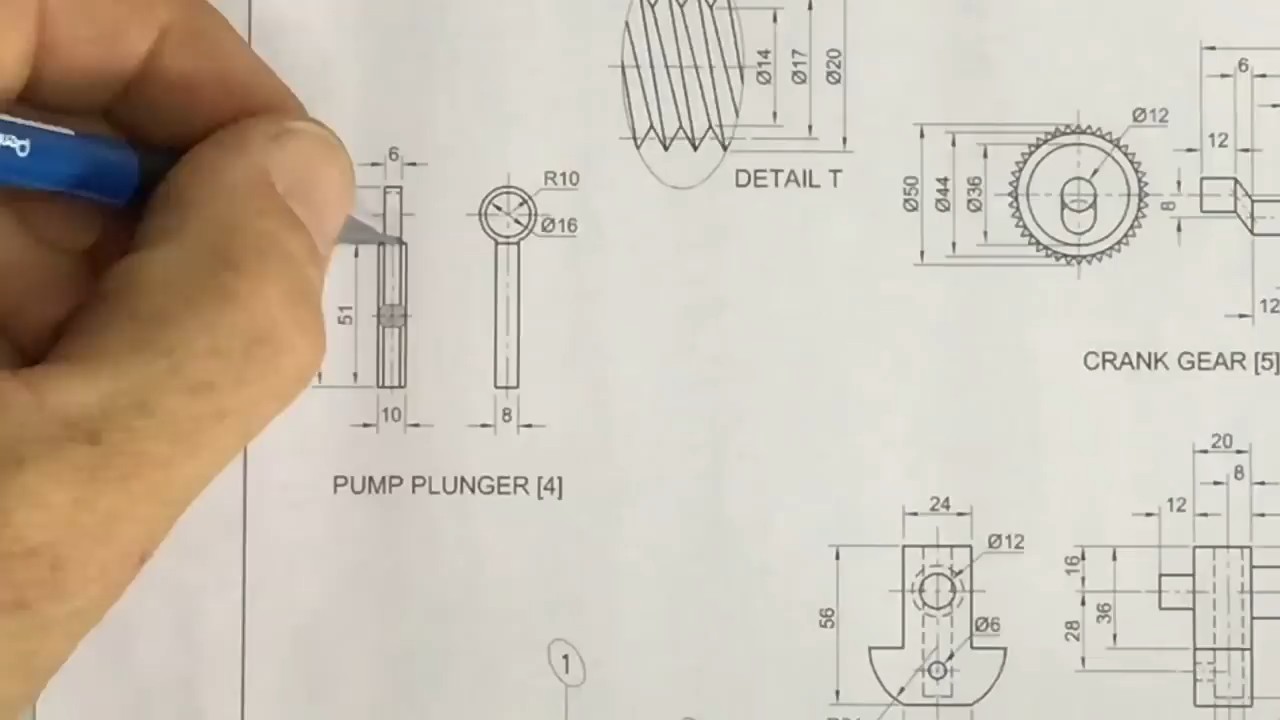 Ø14
Ø17
Ø20
DETAIL T
6
R10
Ø16
51
10
8
PUMP PLUNGER [4]
Ø12
Ø50
Ø44
Ø36
6
12
8
12
CRANK GEAR [5]
24
Ø12
56
Ø6
20
8
12
16
36
28
1